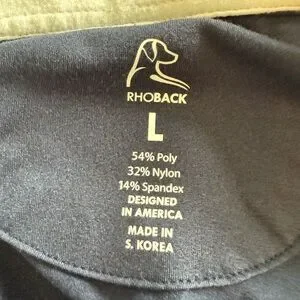 RHOBACK
L
54% Poly
32% Nylon
14% Spandex
DESIGNED
IN AMERICA
MADE IN
S. KOREA